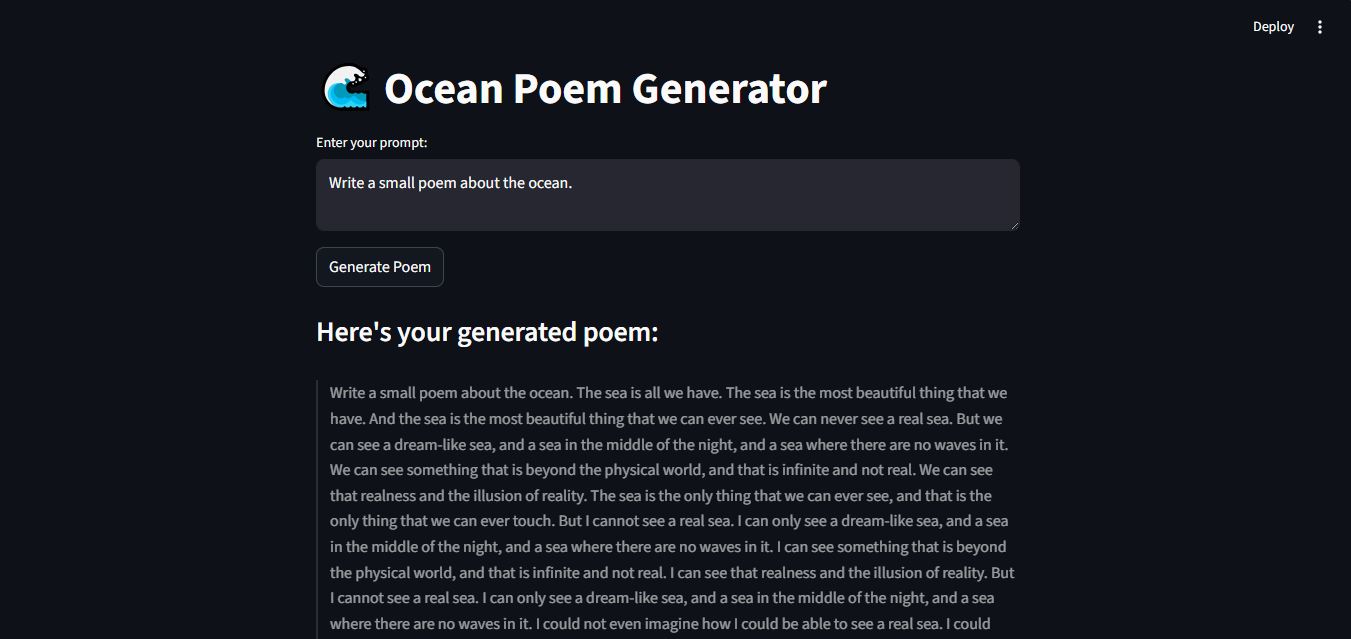 Deploy
Ocean Poem Generator
Enter your prompt:
Write a small poem about the ocean.
Generate Poem
Here's your generated poem:
Write a small poem about the ocean. The sea is all we have. The sea is the most beautiful thing that we
have. And the sea is the most beautiful thing that we can ever see. We can never see a real sea. But we
can see a dream-like sea, and a sea in the middle of the night, and a sea where there are no waves in it.
We can see something that is beyond the physical world, and that is infinite and not real. We can see
that realness and the illusion of reality. The sea is the only thing that we can ever see, and that is the
only thing that we can ever touch. But I cannot see a real sea. I can only see a dream-like sea, and a sea
in the middle of the night, and a sea where there are no waves in it. I can see something that is beyond
the physical world, and that is infinite and not real. I can see that realness and the illusion of reality. But
I cannot see a real sea. I can only see a dream-like sea, and a sea in the middle of the night, and a sea
where there are no waves in it. I could not even imagine how I could be able to see a real sea. I could